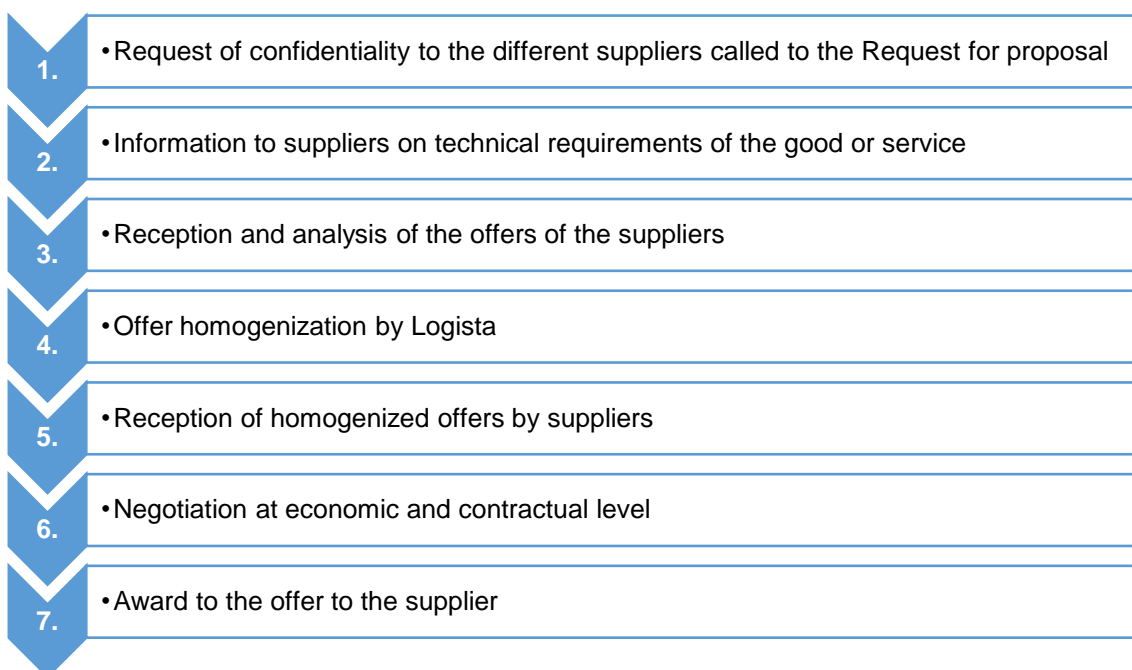 1.
•Request of confidentiality to the different suppliers called to the Request for proposal
2.
•Information to suppliers on technical requirements of the good or service
3.
•Reception and analysis of the offers of the suppliers
4.
•Offer homogenization by Logista
5.
•Reception of homogenized offers by suppliers
6.
•Negotiation at economic and contractual level
7.
•Award to the offer to the supplier